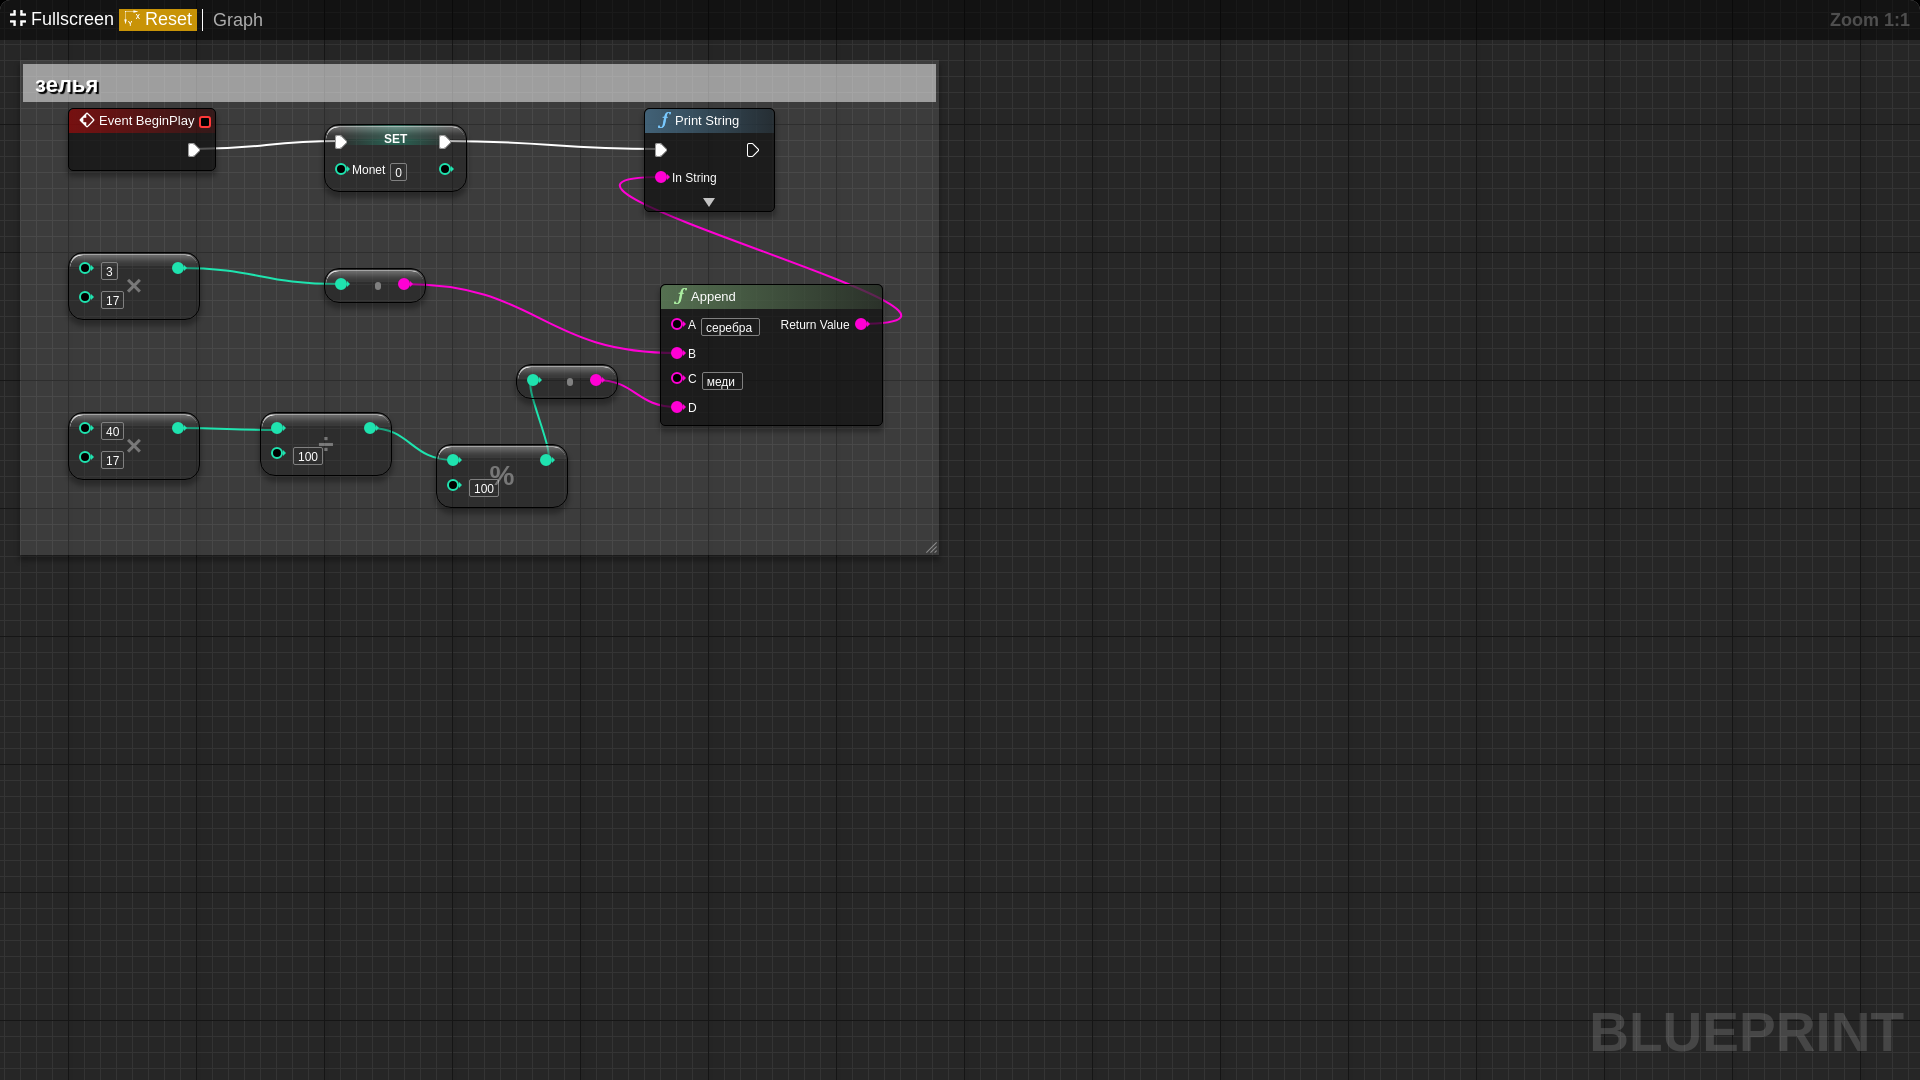 Fullscreen Reset Graph Zoom 1:1
зелья
Event BeginPlay
SET
Monet 0
Print String
In String
3
17
Append
A серебра Return Value
B
C меди
D
40
17
100
100
BLUEPRINT